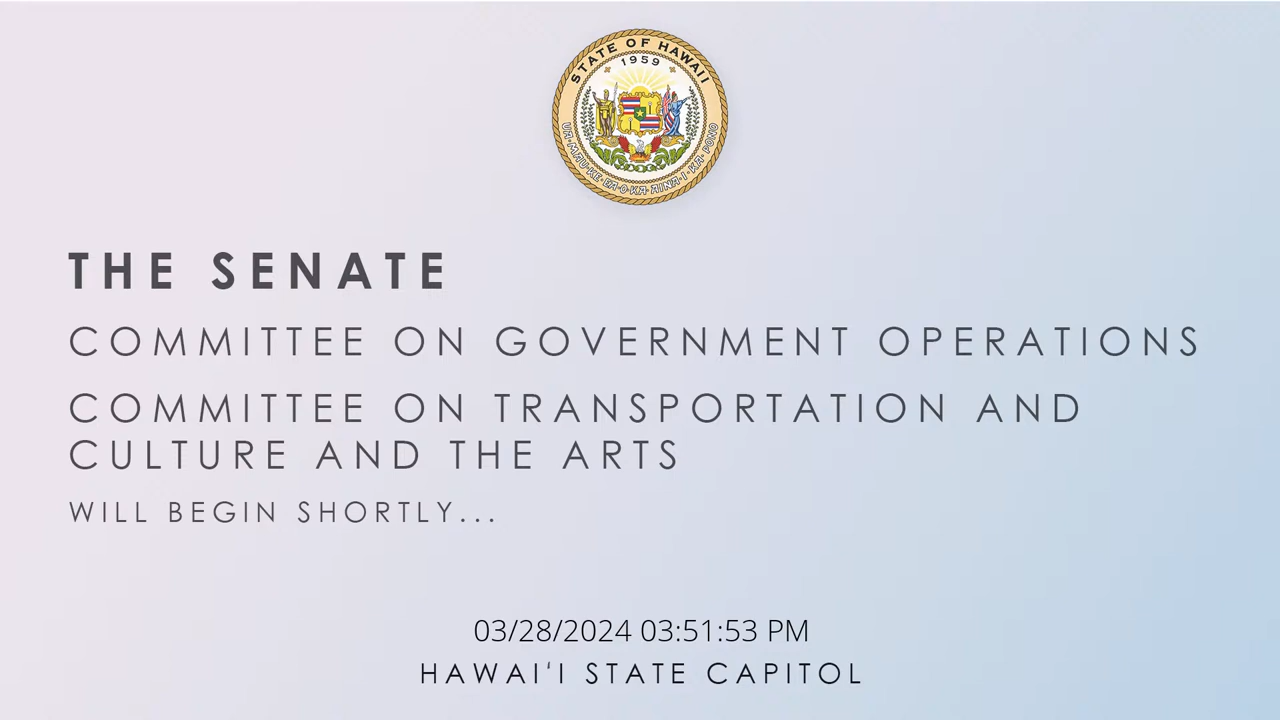 STATE OF HAWAII
1959
UA·MAU·KE·EA·O·KA·AINA·I·KA·PONO
THE SENATE
COMMITTEE ON GOVERNMENT OPERATIONS
COMMITTEE ON TRANSPORTATION AND
CULTURE AND THE ARTS
WILL BEGIN SHORTLY...
03/28/2024 03:51:53 PM
HAWAIʻI STATE CAPITOL